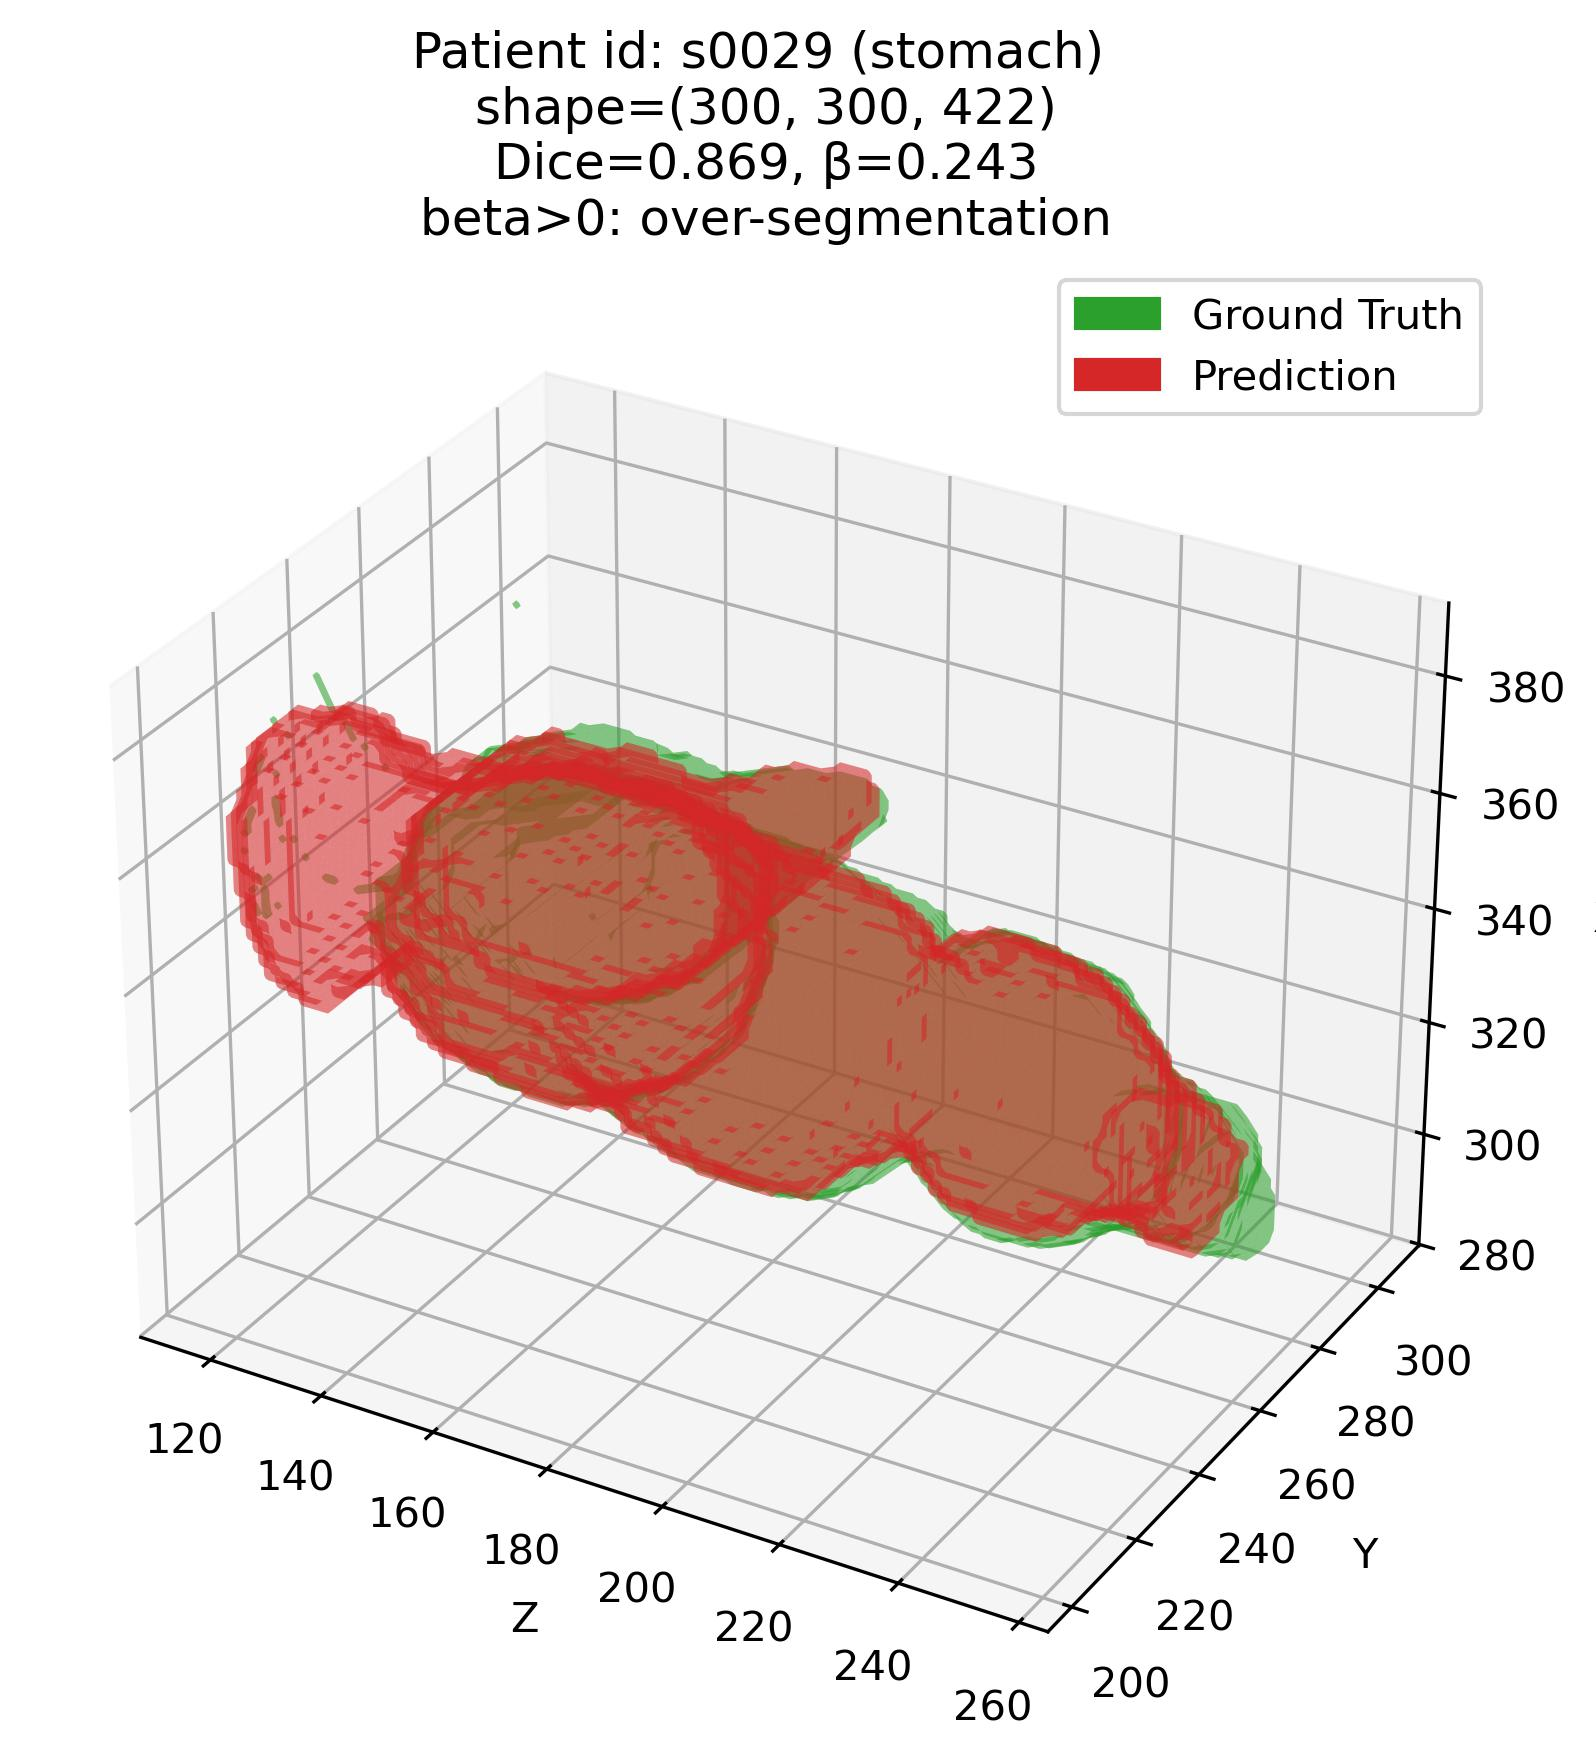 Patient id: s0029 (stomach)
shape=(300, 300, 422)
Dice=0.869, β=0.243
beta>0: over-segmentation
Ground Truth
Prediction
380
360
340
320
300
280
300
280
260
240
220
200
Y
120
140
160
180
200
220
240
260
Z